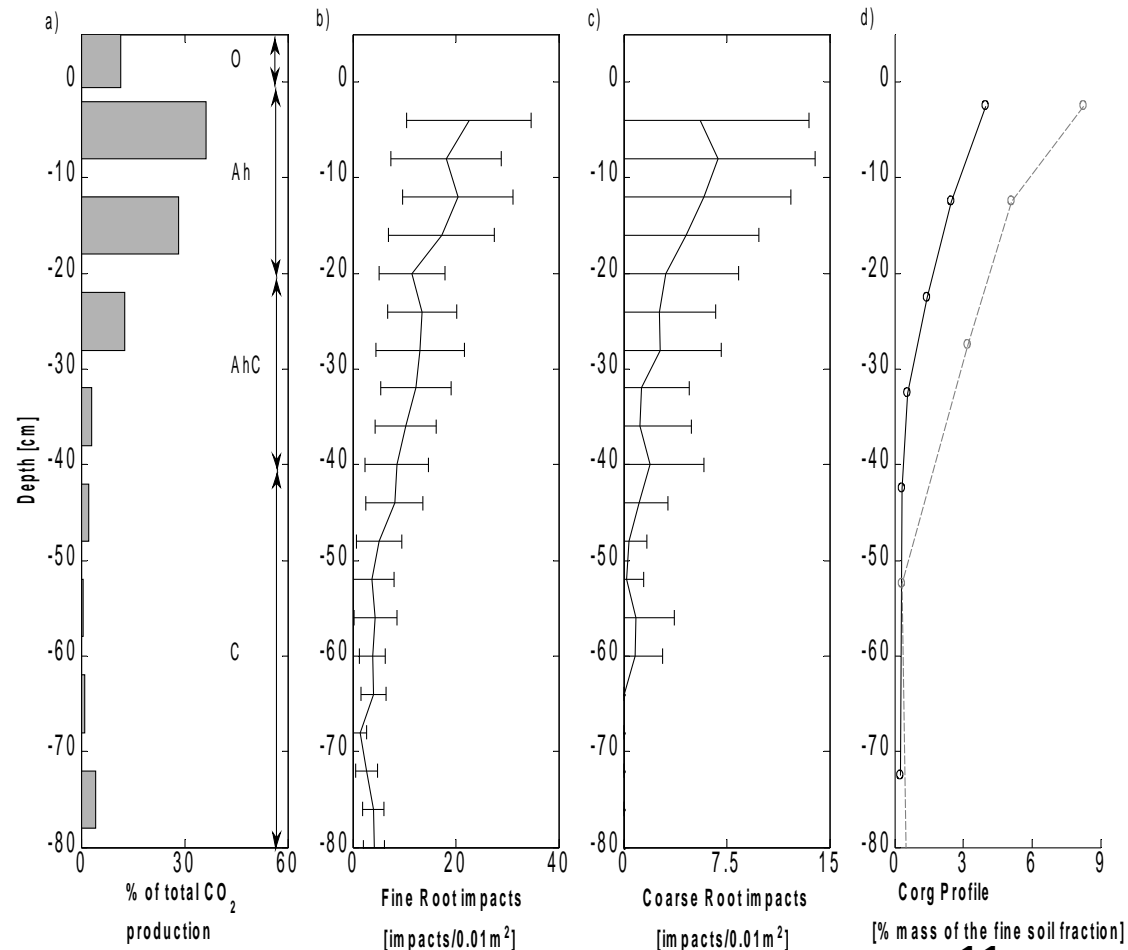 a)
b)
c)
d)
0
-10
-20
-30
-40
-50
-60
-70
-80
Depth [cm]
O
Ah
AhC
C
0 30 60
% of total CO2
production
0
-10
-20
-30
-40
-50
-60
-70
-80
0 20 40
Fine Root impacts
[impacts/0.01m²]
0
-10
-20
-30
-40
-50
-60
-70
-80
0 7.5 15
Coarse Root impacts
[impacts/0.01m²]
0
-10
-20
-30
-40
-50
-60
-70
-80
0 3 6 9
Corg Profile
[% mass of the fine soil fraction]